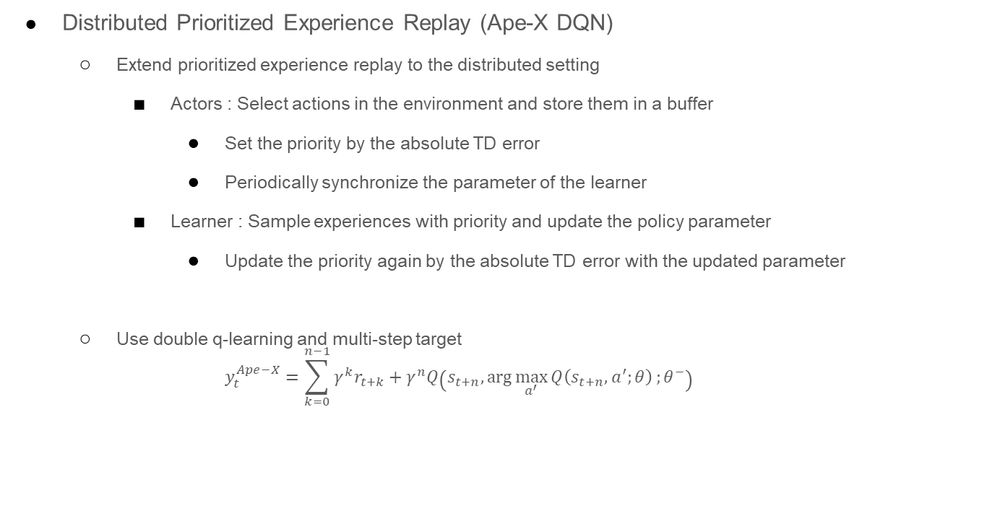 ● Distributed Prioritized Experience Replay (Ape-X DQN)
○ Extend prioritized experience replay to the distributed setting
■ Actors : Select actions in the environment and store them in a buffer
● Set the priority by the absolute TD error
● Periodically synchronize the parameter of the learner
■ Learner : Sample experiences with priority and update the policy parameter
● Update the priority again by the absolute TD error with the updated parameter
○ Use double q-learning and multi-step target
$y_t^{Ape-X} = \sum_{k=0}^{n-1} \gamma^k r_{t+k} + \gamma^n Q(s_{t+n}, \arg\max_{a'} Q(s_{t+n}, a'; \theta); \theta^-)$